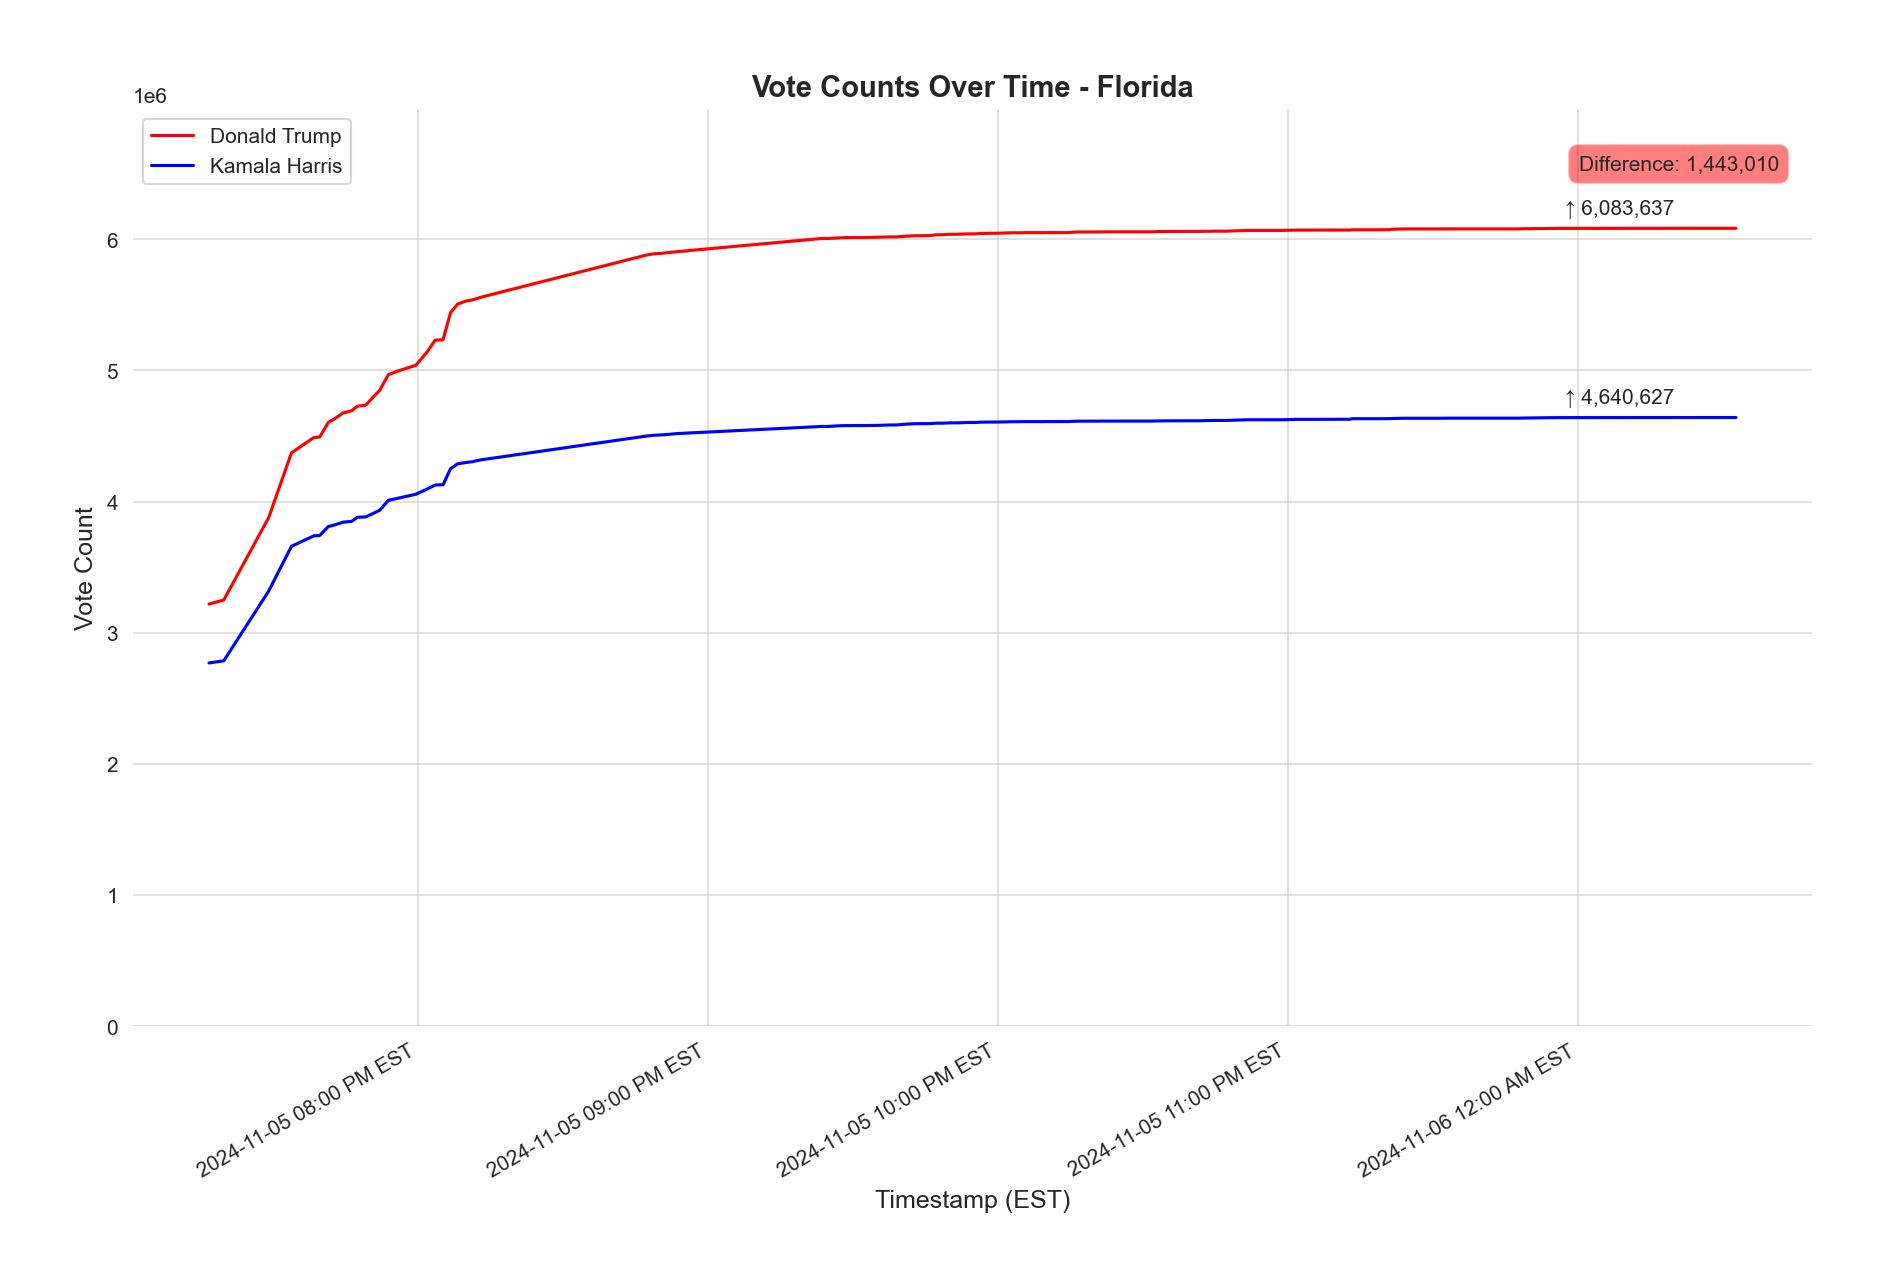 Vote Counts Over Time - Florida
1e6
Donald Trump
Kamala Harris
Difference: 1,443,010
↑ 6,083,637
↑ 4,640,627
6
5
4
3
2
1
0
Vote Count
2024-11-05 08:00 PM EST
2024-11-05 09:00 PM EST
2024-11-05 10:00 PM EST
2024-11-05 11:00 PM EST
2024-11-06 12:00 AM EST
Timestamp (EST)